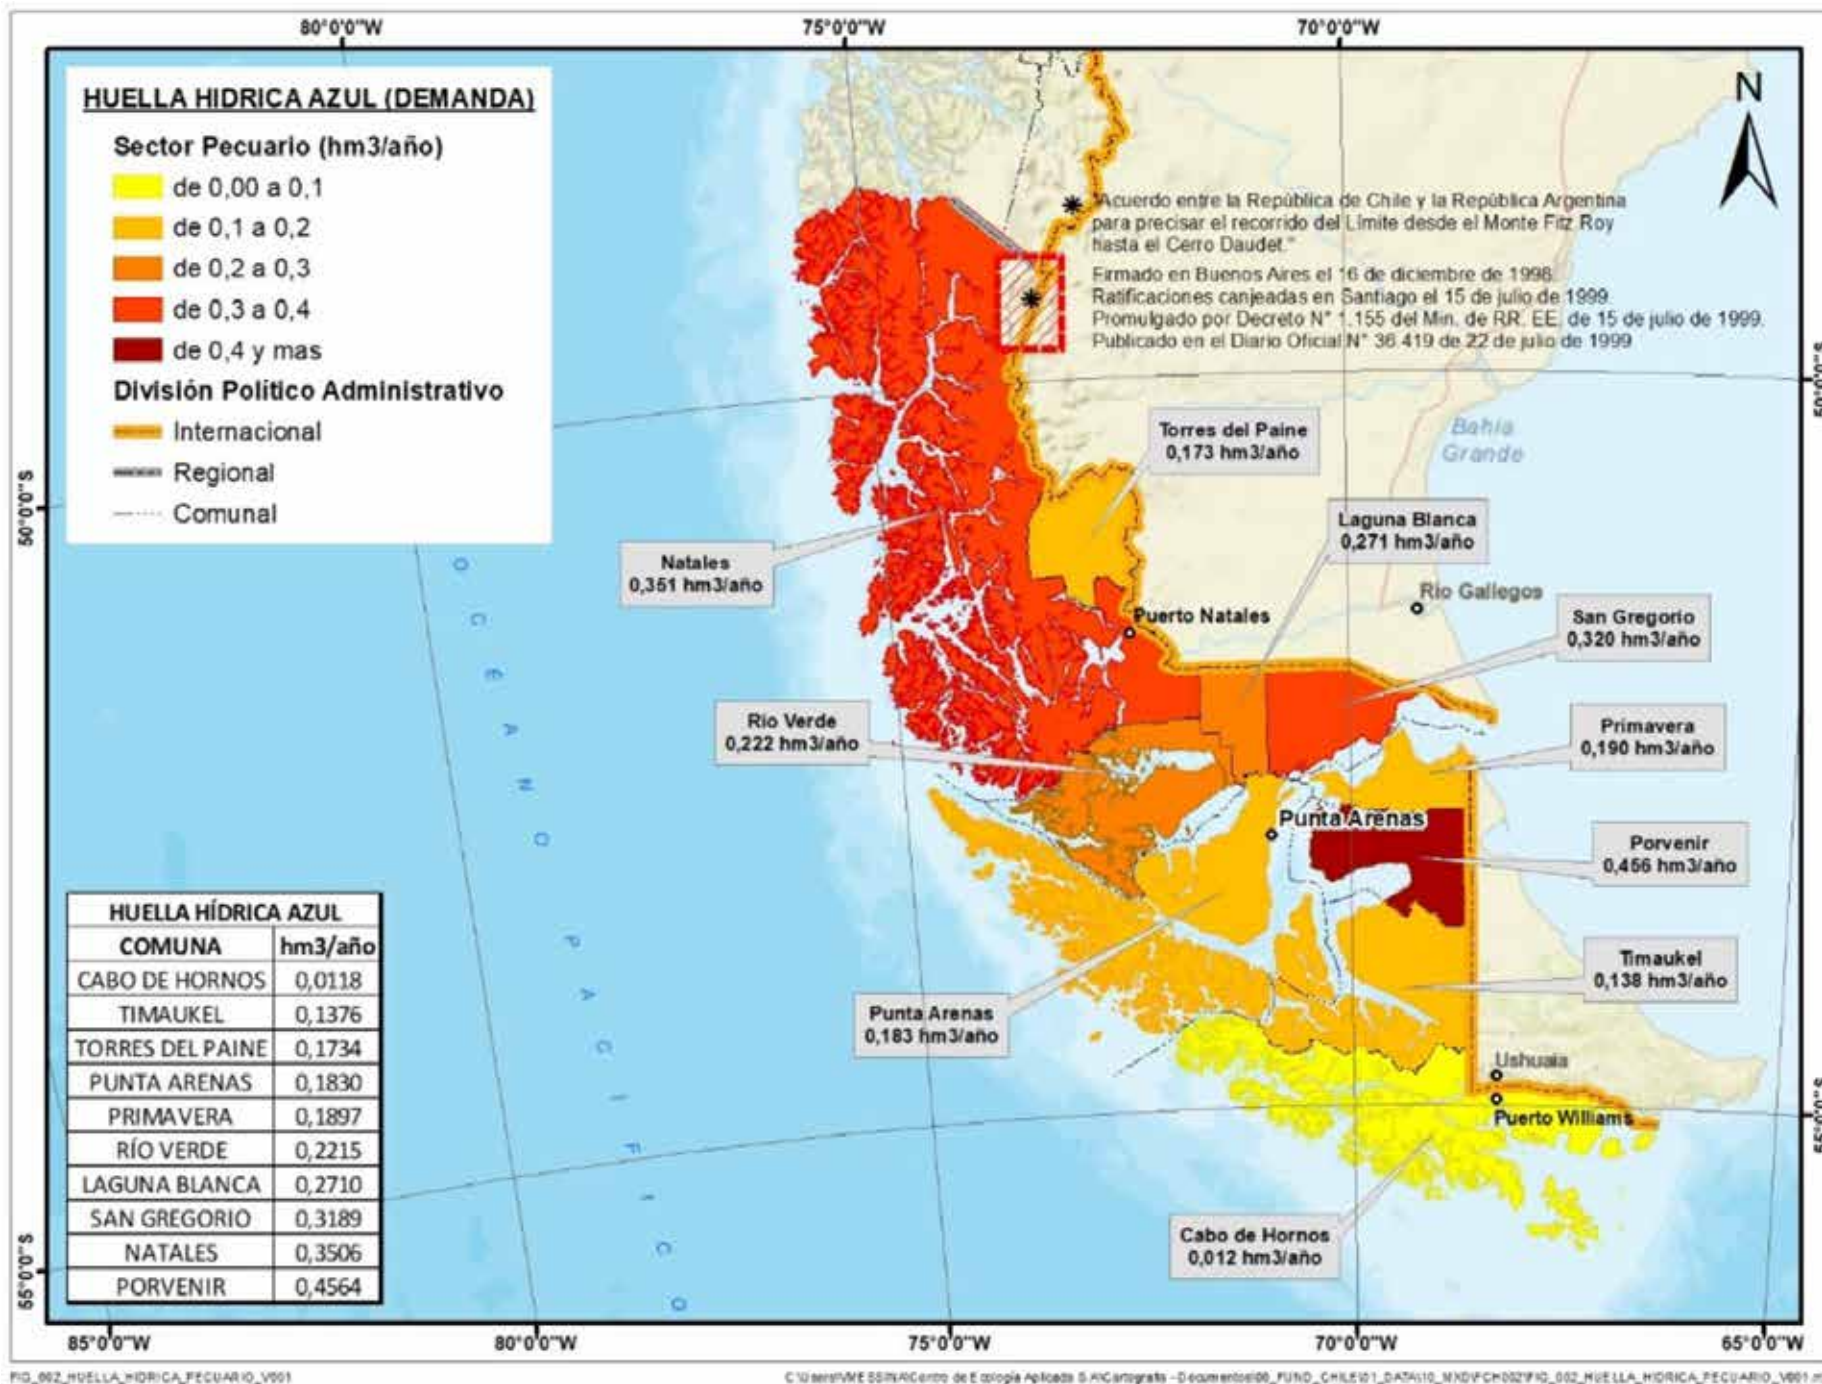 80°0'0"W 75°0'0"W 70°0'0"W
HUELLA HIDRICA AZUL (DEMANDA)
Sector Pecuario (hm3/año)
de 0,00 a 0,1
de 0,1 a 0,2
de 0,2 a 0,3
de 0,3 a 0,4
de 0,4 y mas
División Político Administrativo
Internacional
Regional
Comunal
N
"Acuerdo entre la República de Chile y la República Argentina
para precisar el recorrido del Límite desde el Monte Fitz Roy
hasta el Cerro Daudet."
Firmado en Buenos Aires el 16 de diciembre de 1998
Ratificaciones canjeadas en Santiago el 15 de julio de 1999
Promulgado por Decreto N° 1.155 del Min. de RR. EE. de 15 de julio de 1999.
Publicado en el Diario Oficial N° 36.419 de 22 de julio de 1999
50°0'0"S
50°0'0"S
Bahía
Grande
Torres del Paine
0,173 hm3/año
Laguna Blanca
0,271 hm3/año
Natales
0,351 hm3/año
Río Gallegos
Puerto Natales
San Gregorio
0,320 hm3/año
Río Verde
0,222 hm3/año
Primavera
0,190 hm3/año
Punta Arenas
Porvenir
0,456 hm3/año
Timaukel
0,138 hm3/año
Punta Arenas
0,183 hm3/año
Ushuaia
Puerto Williams
Cabo de Hornos
0,012 hm3/año
OCEANO PACIFICO
HUELLA HÍDRICA AZUL
COMUNA hm3/año
CABO DE HORNOS 0,0118
TIMAUKEL 0,1376
TORRES DEL PAINE 0,1734
PUNTA ARENAS 0,1830
PRIMAVERA 0,1897
RÍO VERDE 0,2215
LAGUNA BLANCA 0,2710
SAN GREGORIO 0,3189
NATALES 0,3506
PORVENIR 0,4564
55°0'0"S
55°0'0"S
85°0'0"W 80°0'0"W 75°0'0"W 70°0'0"W 65°0'0"W
FIG_002_HUELLA_HIDRICA_PECUARIO_V001